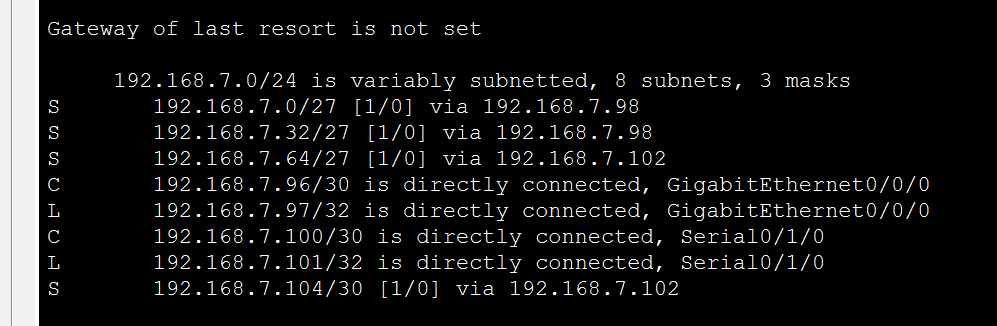 Gateway of last resort is not set
192.168.7.0/24 is variably subnetted, 8 subnets, 3 masks
S 192.168.7.0/27 [1/0] via 192.168.7.98
S 192.168.7.32/27 [1/0] via 192.168.7.98
S 192.168.7.64/27 [1/0] via 192.168.7.102
C 192.168.7.96/30 is directly connected, GigabitEthernet0/0/0
L 192.168.7.97/32 is directly connected, GigabitEthernet0/0/0
C 192.168.7.100/30 is directly connected, Serial0/1/0
L 192.168.7.101/32 is directly connected, Serial0/1/0
S 192.168.7.104/30 [1/0] via 192.168.7.102